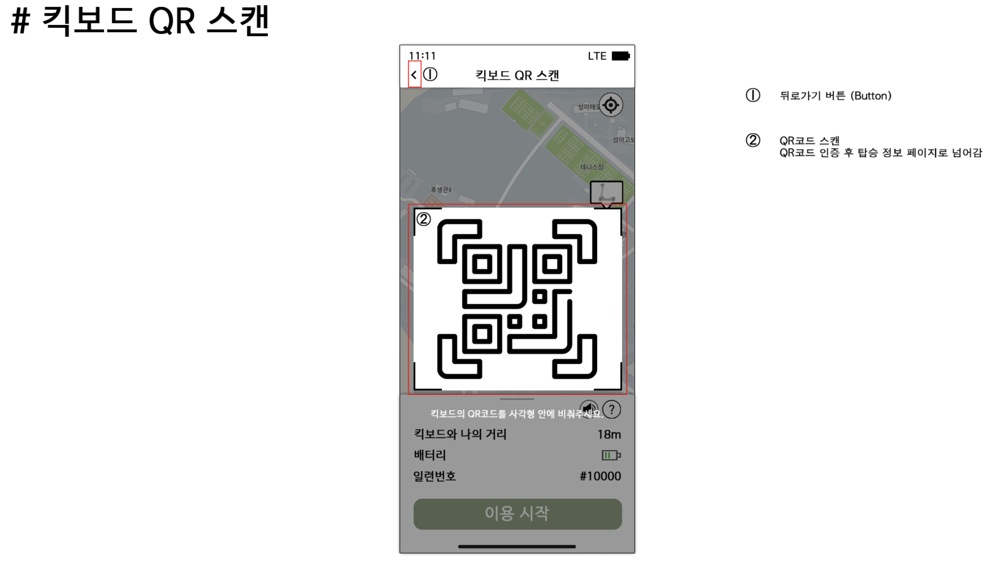 # 킥보드 QR 스캔
11:11
LTE
①
킥보드 QR 스캔
성마테오
성야고보
테니스장
후생관4
②
관
킥보드의 QR코드를 사각형 안에 비춰주세요.
?
킥보드와 나의 거리
18m
배터리
일련번호
#10000
이용 시작
① 뒤로가기 버튼 (Button)
② QR코드 스캔
QR코드 인증 후 탑승 정보 페이지로 넘어감